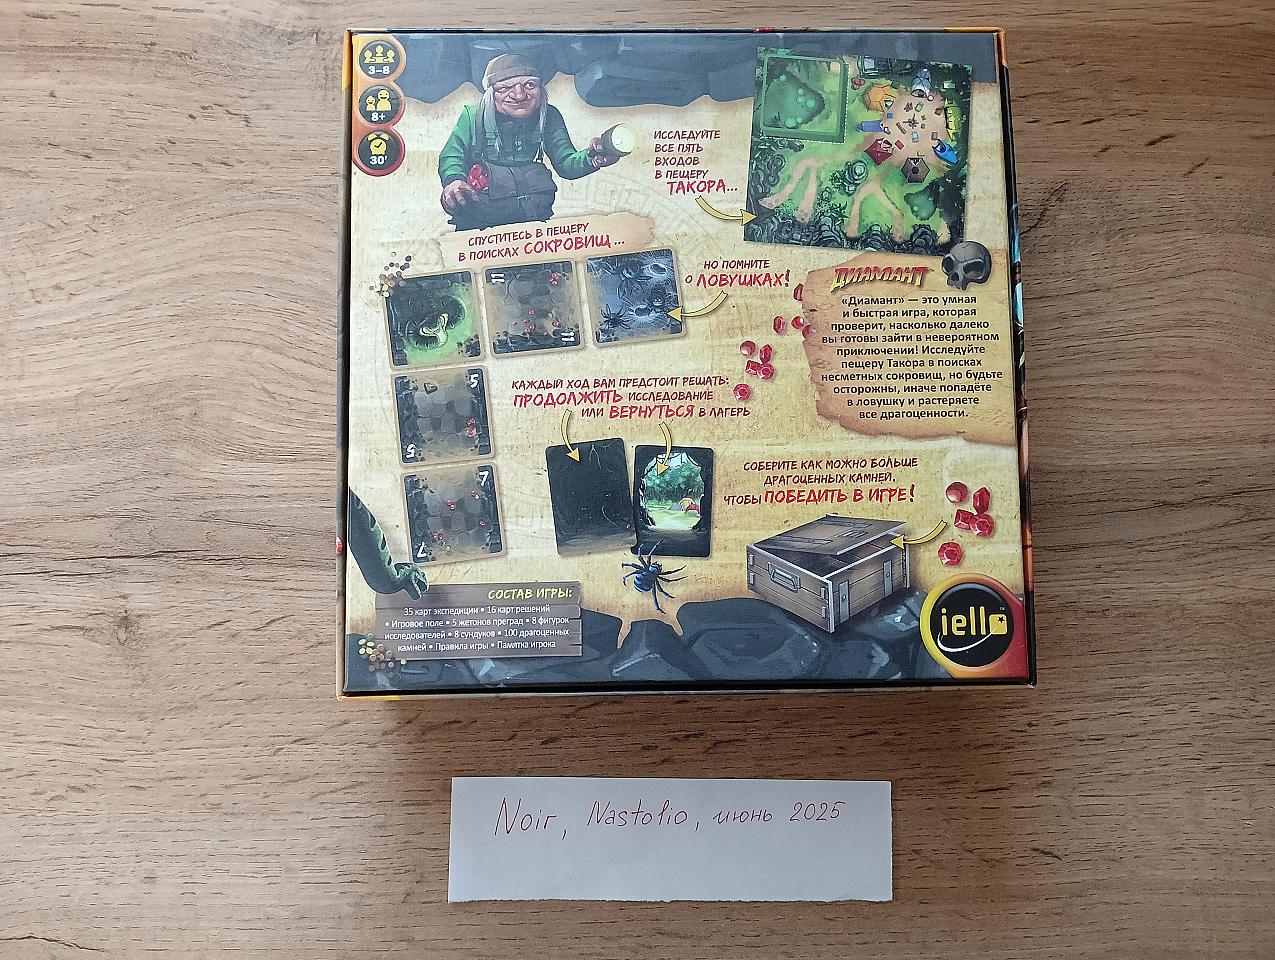 3–8
8+
30'
ИССЛЕДУЙТЕ
ВСЕ ПЯТЬ
ВХОДОВ
В ПЕЩЕРУ
ТАКОРА...
СПУСТИТЕСЬ В ПЕЩЕРУ
В ПОИСКАХ СОКРОВИЩ...
НО ПОМНИТЕ
О ЛОВУШКАХ!
11
11
5
5
7
7
ДИАМАНТ
«Диамант» — это умная
и быстрая игра, которая
проверит, насколько далеко
вы готовы зайти в невероятном
приключении! Исследуйте
пещеру Такора в поисках
несметных сокровищ, но будьте
осторожны, иначе попадёте
в ловушку и растеряете
все драгоценности.
КАЖДЫЙ ХОД ВАМ ПРЕДСТОИТ РЕШАТЬ:
ПРОДОЛЖИТЬ ИССЛЕДОВАНИЕ
ИЛИ ВЕРНУТЬСЯ В ЛАГЕРЬ
СОБЕРИТЕ КАК МОЖНО БОЛЬШЕ
ДРАГОЦЕННЫХ КАМНЕЙ,
ЧТОБЫ ПОБЕДИТЬ В ИГРЕ!
СОСТАВ ИГРЫ:
35 карт экспедиции • 16 карт решений
• Игровое поле • 5 жетонов преград • 8 фигурок
исследователей • 8 сундуков • 100 драгоценных
камней • Правила игры • Памятка игрока
iello
Noir, Nastolio, июнь 2025